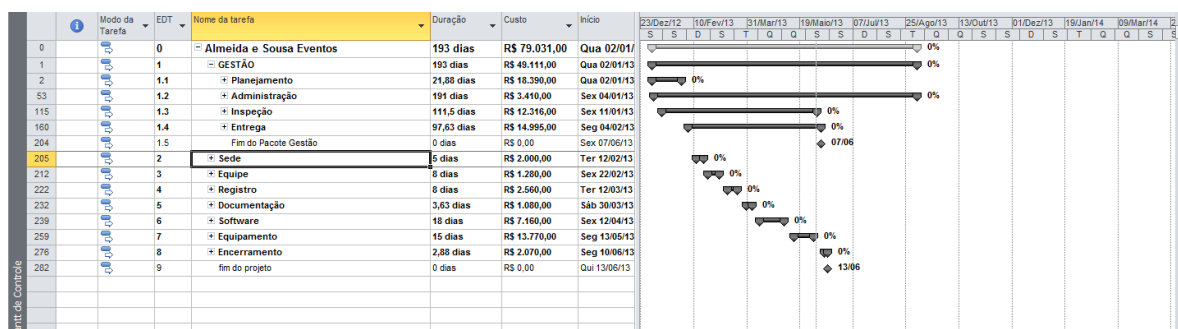 Modo da Tarefa EDT Nome da tarefa Duração Custo Início 23/Dez/12 10/Fev/13 31/Mar/13 19/Maio/13 07/Jul/13 25/Ago/13 13/Out/13 01/Dez/13 19/Jan/14 09/Mar/14 2
S S D S T Q Q S S D S T Q Q S S D S T Q Q S S
0 0 Almeida e Sousa Eventos 193 dias R$ 79.031,00 Qua 02/01/ 0%
1 1 GESTÃO 193 dias R$ 49.111,00 Qua 02/01/13 0%
2 1.1 Planejamento 21,88 dias R$ 18.390,00 Qua 02/01/13 0%
53 1.2 Administração 191 dias R$ 3.410,00 Sex 04/01/13 0%
115 1.3 Inspeção 111,5 dias R$ 12.316,00 Sex 11/01/13 0%
160 1.4 Entrega 97,63 dias R$ 14.995,00 Seg 04/02/13 0%
204 1.5 Fim do Pacote Gestão 0 dias R$ 0,00 Sex 07/06/13 07/06
205 2 Sede 5 dias R$ 2.000,00 Ter 12/02/13 0%
212 3 Equipe 8 dias R$ 1.280,00 Sex 22/02/13 0%
222 4 Registro 8 dias R$ 2.560,00 Ter 12/03/13 0%
232 5 Documentação 3,63 dias R$ 1.080,00 Sáb 30/03/13 0%
239 6 Software 18 dias R$ 7.160,00 Sex 12/04/13 0%
259 7 Equipamento 15 dias R$ 13.770,00 Seg 13/05/13 0%
276 8 Encerramento 2,88 dias R$ 2.070,00 Seg 10/06/13 0%
282 9 fim do projeto 0 dias R$ 0,00 Qui 13/06/13 13/06
ntt de Controle